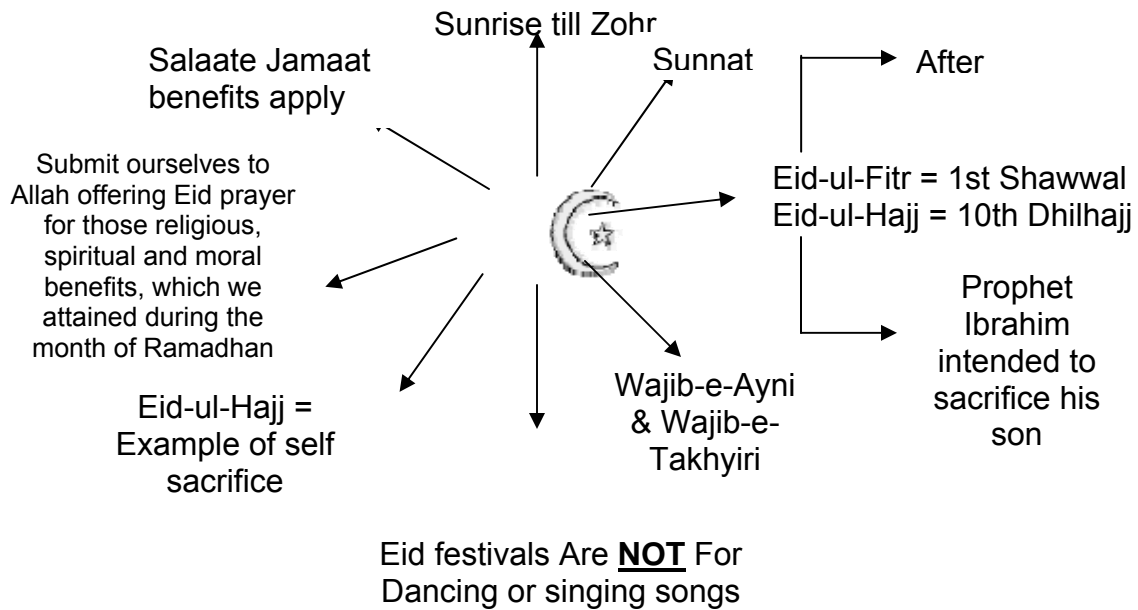 Sunrise till Zohr
Salaate Jamaat
benefits apply
Sunnat
After
Submit ourselves to
Allah offering Eid prayer
for those religious,
spiritual and moral
benefits, which we
attained during the
month of Ramadhan
Eid-ul-Fitr = 1st Shawwal
Eid-ul-Hajj = 10th Dhilhajj
Prophet
Ibrahim
intended to
sacrifice his
son
Wajib-e-Ayni
& Wajib-e-
Takhyiri
Eid-ul-Hajj =
Example of self
sacrifice
Eid festivals Are NOT For
Dancing or singing songs